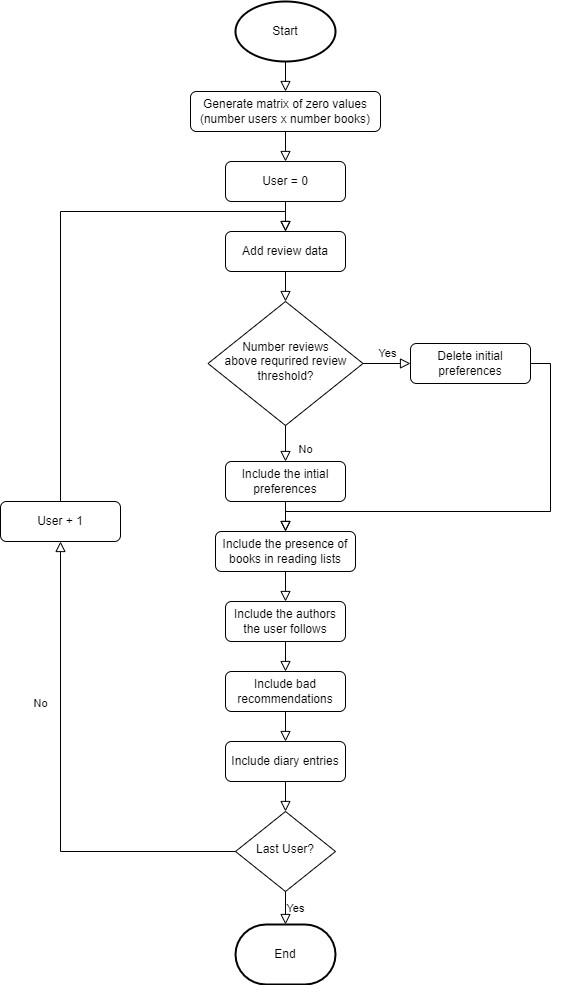 Start
Generate matrix of zero values
(number users x number books)
User = 0
Add review data
Number reviews
above requrired review
threshold?
Yes
Delete initial
preferences
No
Include the intial
preferences
User + 1
Include the presence of
books in reading lists
Include the authors
the user follows
Include bad
recommendations
No
Include diary entries
Last User?
Yes
End